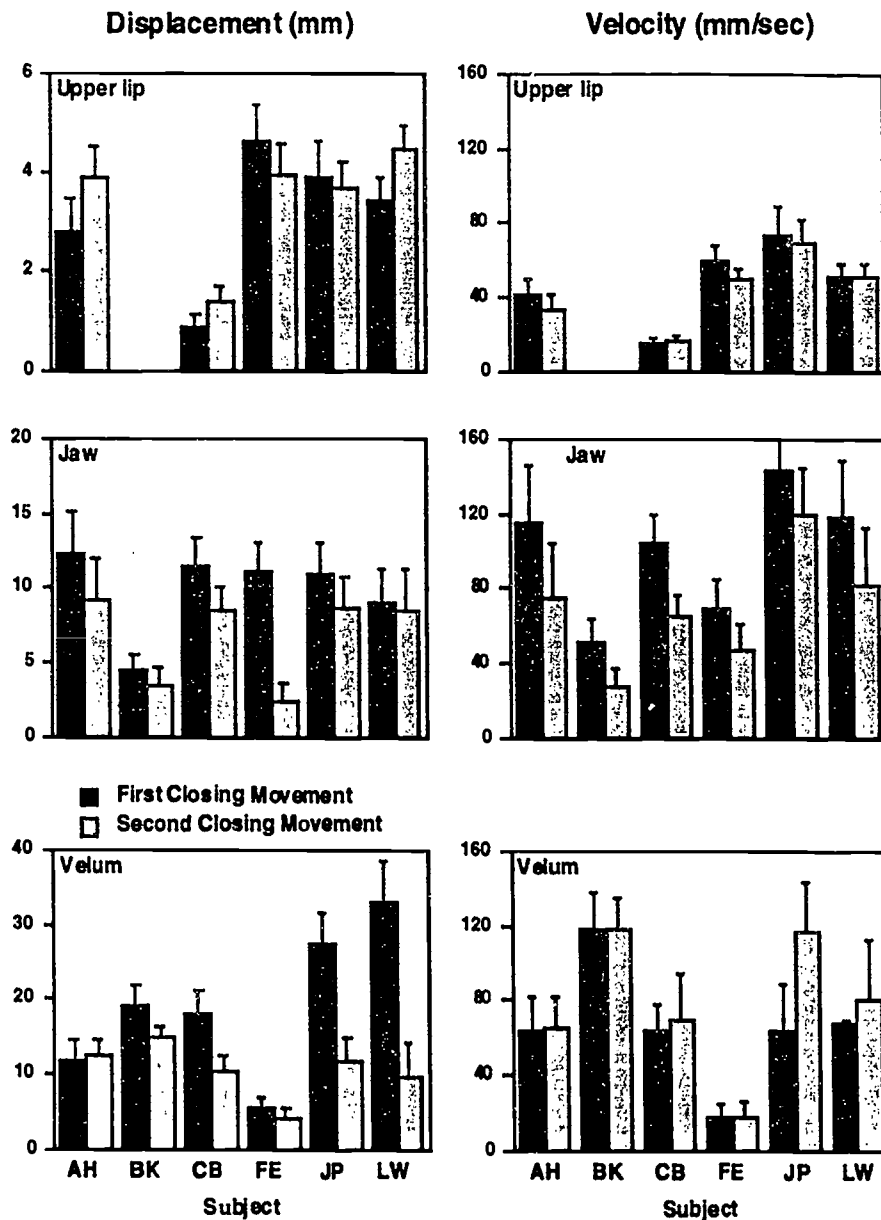 Displacement (mm)
Velocity (mm/sec)
6
4
2
0
Upper lip
160
120
80
40
0
Upper lip
20
15
10
5
0
Jaw
160
120
80
40
0
Jaw
First Closing Movement
Second Closing Movement
40
30
20
10
0
Velum
AH BK CB FE JP LW
Subject
160
120
80
40
0
Velum
AH BK CB FE JP LW
Subject